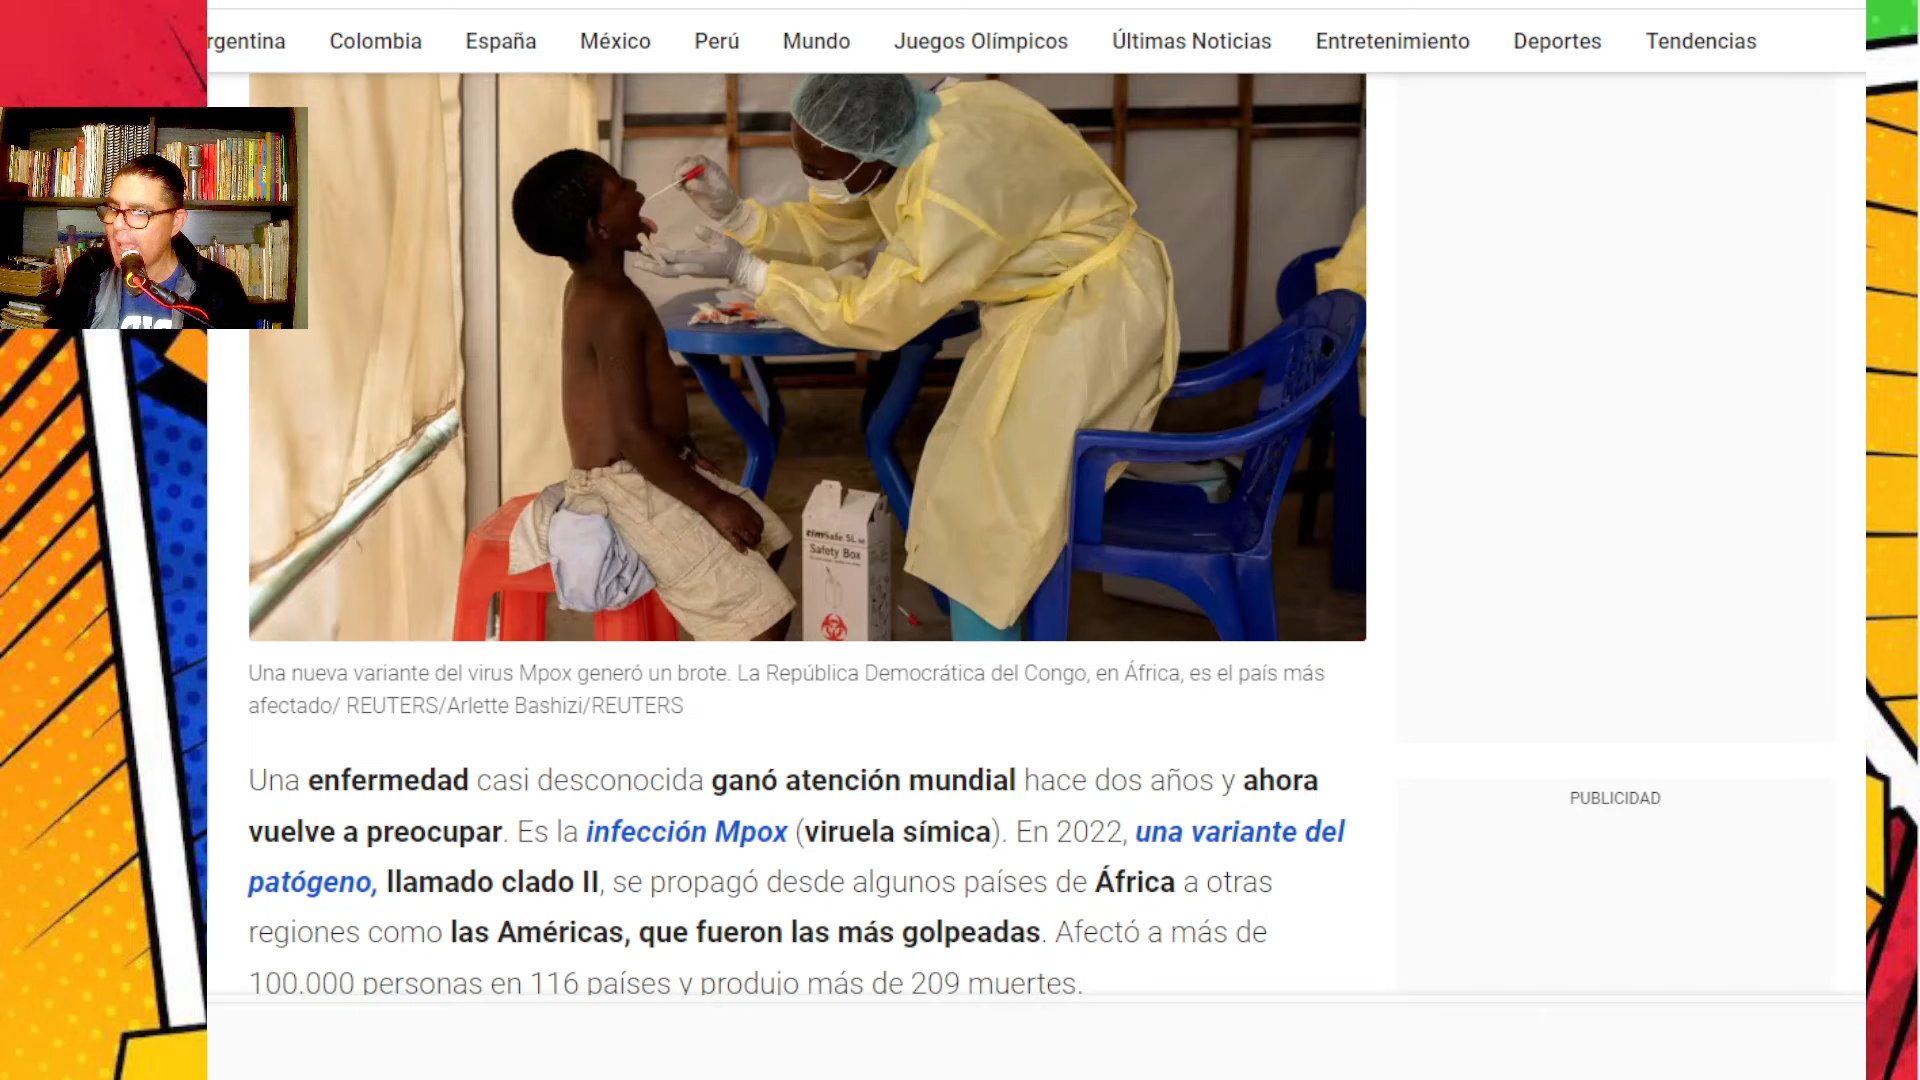 rgentina Colombia España México Perú Mundo Juegos Olímpicos Últimas Noticias Entretenimiento Deportes Tendencias
Safety Box
Una nueva variante del virus Mpox generó un brote. La República Democrática del Congo, en África, es el país más
afectado/ REUTERS/Arlette Bashizi/REUTERS
Una enfermedad casi desconocida ganó atención mundial hace dos años y ahora
vuelve a preocupar. Es la infección Mpox (viruela símica). En 2022, una variante del
patógeno, llamado clado II, se propagó desde algunos países de África a otras
regiones como las Américas, que fueron las más golpeadas. Afectó a más de
100.000 personas en 116 países y produjo más de 209 muertes.
PUBLICIDAD